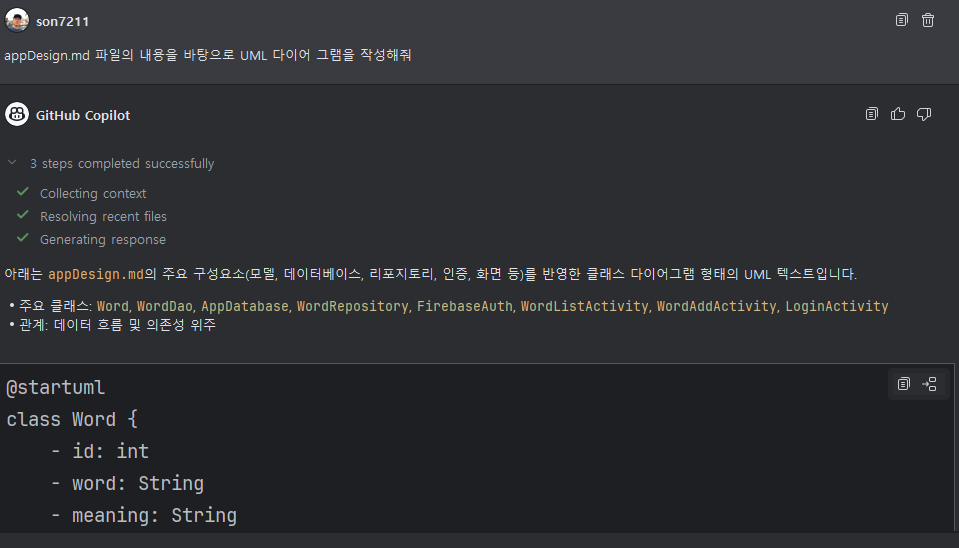 son7211
appDesign.md 파일의 내용을 바탕으로 UML 다이어 그램을 작성해줘
GitHub Copilot
3 steps completed successfully
Collecting context
Resolving recent files
Generating response
아래는 appDesign.md의 주요 구성요소(모델, 데이터베이스, 리포지토리, 인증, 화면 등)를 반영한 클래스 다이어그램 형태의 UML 텍스트입니다.
• 주요 클래스: Word, WordDao, AppDatabase, WordRepository, FirebaseAuth, WordListActivity, WordAddActivity, LoginActivity
• 관계: 데이터 흐름 및 의존성 위주
@startuml
class Word {
    - id: int
    - word: String
    - meaning: String